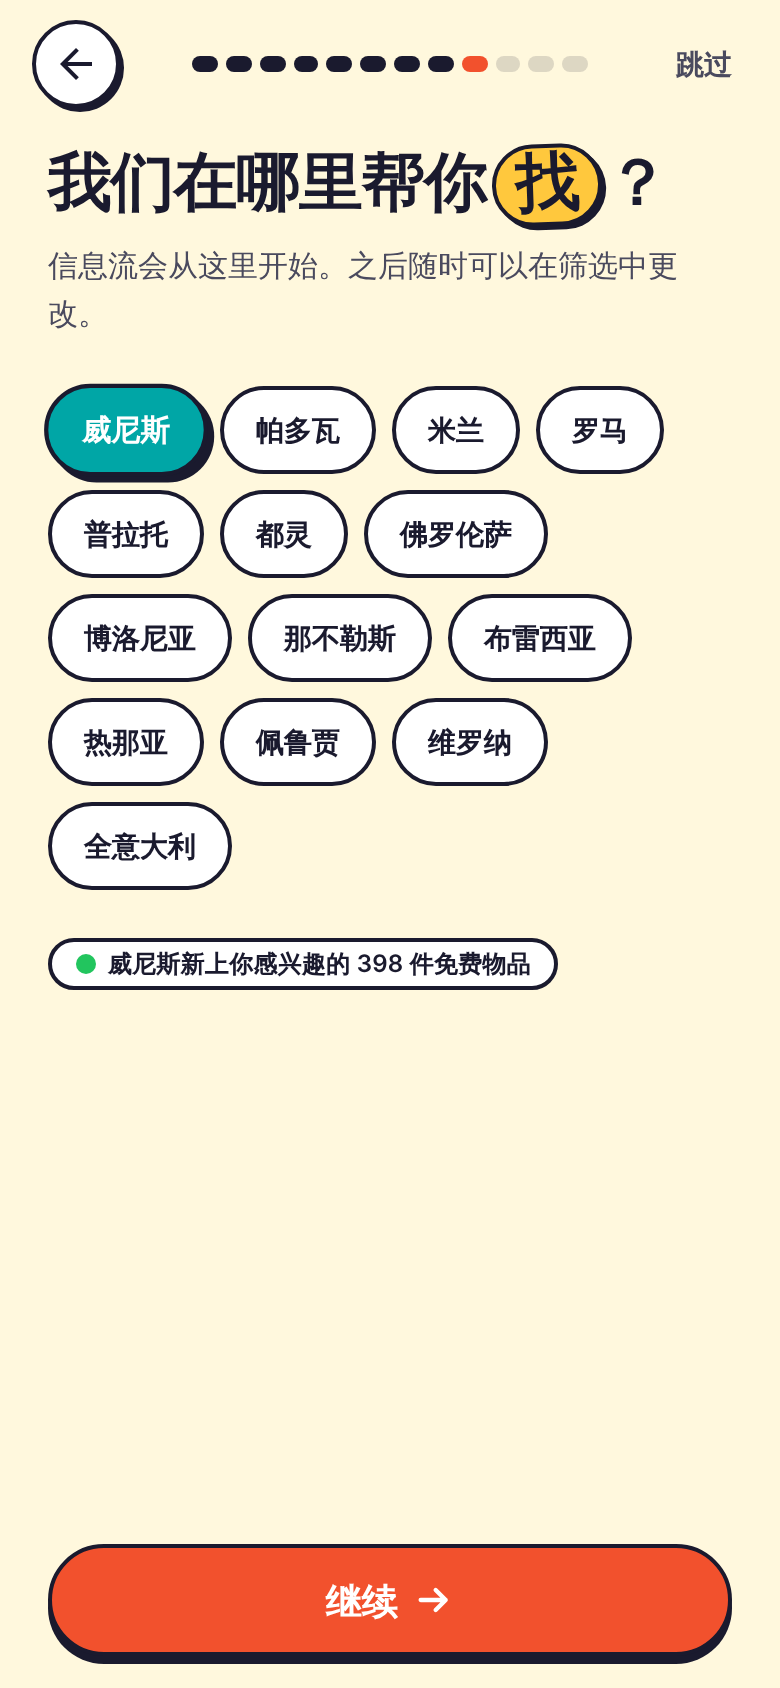 跳过
我们在哪里帮你找？
信息流会从这里开始。之后随时可以在筛选中更
改。
威尼斯 帕多瓦 米兰 罗马
普拉托 都灵 佛罗伦萨
博洛尼亚 那不勒斯 布雷西亚
热那亚 佩鲁贾 维罗纳
全意大利
威尼斯新上你感兴趣的 398 件免费物品
继续